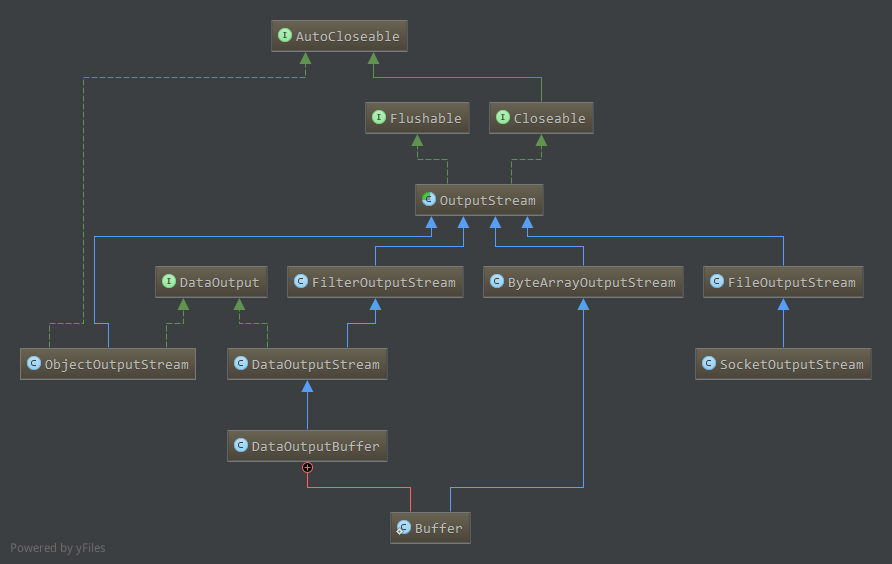 AutoCloseable
Flushable
Closeable
OutputStream
DataOutput
FilterOutputStream
ByteArrayOutputStream
FileOutputStream
ObjectOutputStream
DataOutputStream
SocketOutputStream
DataOutputBuffer
Buffer
Powered by yFiles